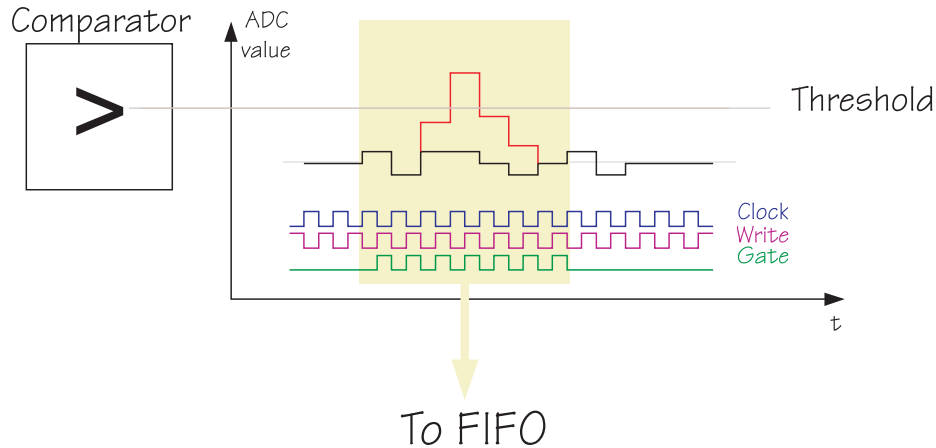 Comparator
>
ADC
value
Threshold
Clock
Write
Gate
t
To FIFO